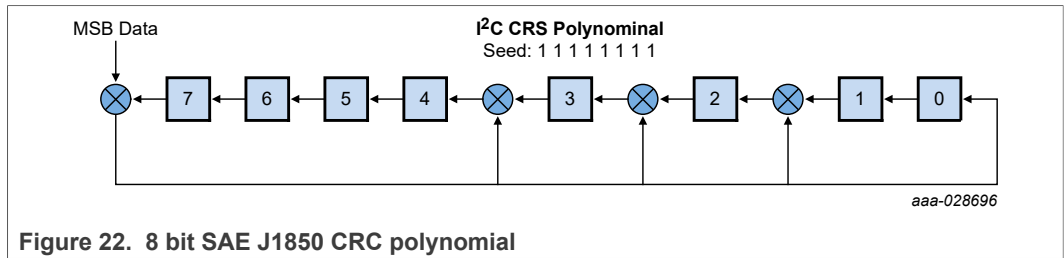 MSB Data
I2C CRS Polynominal
Seed: 1 1 1 1 1 1 1 1
7 6 5 4 3 2 1 0
aaa-028696
Figure 22. 8 bit SAE J1850 CRC polynomial